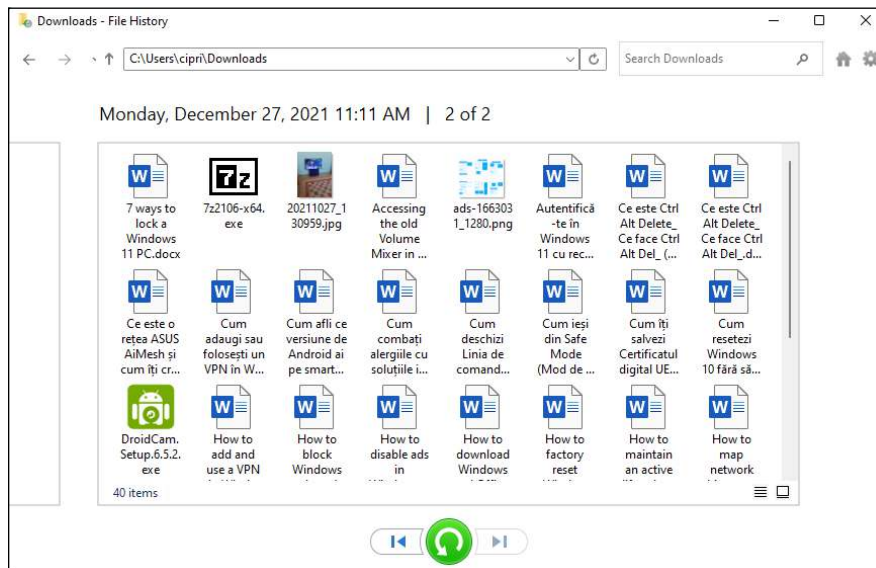 Downloads - File History
C:\Users\cipri\Downloads
Search Downloads
Monday, December 27, 2021 11:11 AM | 2 of 2
7 ways to
lock a
Windows
11 PC.docx
7z
7z2106-x64.
exe
20211027_1
30959.jpg
Accessing
the old
Volume
Mixer in ...
ads-166303
1_1280.png
Autentifică
-te în
Windows
11 cu rec...
Ce este Ctrl
Alt Delete_
Ce face Ctrl
Alt Del_ (...
Ce este Ctrl
Alt Delete_
Ce face Ctrl
Alt Del_.d...
Ce este o
rețea ASUS
AiMesh și
cum îți cr...
Cum
adaugi sau
folosești un
VPN în W...
Cum afli ce
versiune de
Android ai
pe smart...
Cum
combați
alergiile cu
soluțiile i...
Cum
deschizi
Linia de
comand...
Cum ieși
din Safe
Mode
(Mod de ...
Cum îți
salvezi
Certificatul
digital UE...
Cum
resetezi
Windows
10 fără să...
DroidCam.
Setup.6.5.2.
exe
How to
add and
use a VPN
How to
block
Windows
How to
disable ads
in
How to
download
Windows
How to
factory
reset
How to
maintain
an active
How to
map
network
40 items